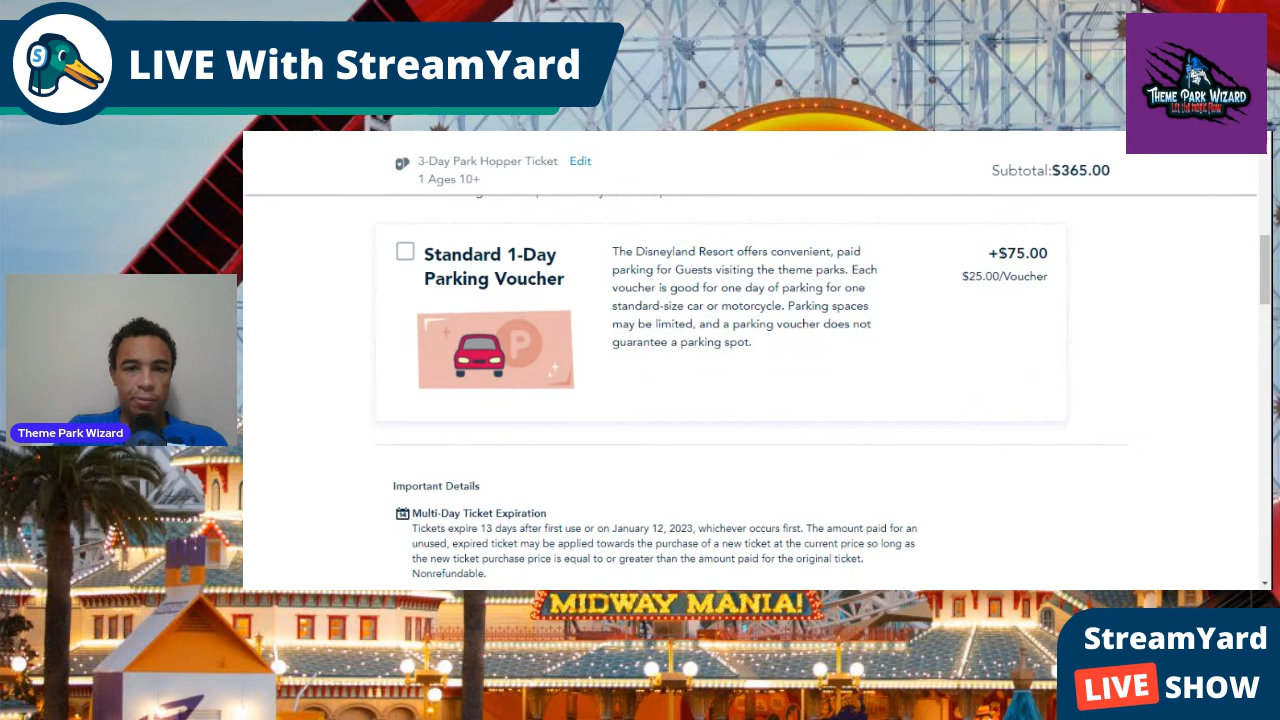 S
LIVE With StreamYard
THEME PARK WIZARD
3-Day Park Hopper Ticket Edit
1 Ages 10+
Subtotal:$365.00
Standard 1-Day
Parking Voucher
P
The Disneyland Resort offers convenient, paid
parking for Guests visiting the theme parks. Each
voucher is good for one day of parking for one
standard-size car or motorcycle. Parking spaces
may be limited, and a parking voucher does not
guarantee a parking spot.
+$75.00
$25.00/Voucher
Theme Park Wizard
Important Details
Multi-Day Ticket Expiration
Tickets expire 13 days after first use or on January 12, 2023, whichever occurs first. The amount paid for an
unused, expired ticket may be applied towards the purchase of a new ticket at the current price so long as
the new ticket purchase price is equal to or greater than the amount paid for the original ticket.
Nonrefundable.
MIDWAY MANIA!
StreamYard
LIVE SHOW